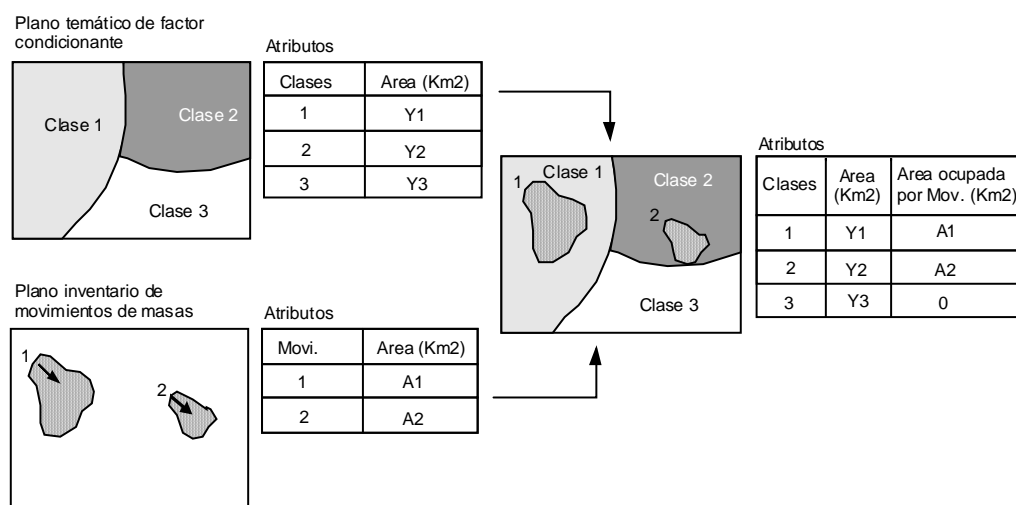 Plano temático de factor
condicionante
Atributos
Clases Area (Km2)
1 Y1
2 Y2
3 Y3
Clase 1
Clase 2
Clase 3
Plano inventario de
movimientos de masas
Atributos
Movi. Area (Km2)
1 A1
2 A2
1
2
1
Clase 1
Clase 2
2
Clase 3
Atributos
Clases Area (Km2) Area ocupada por Mov. (Km2)
1 Y1 A1
2 Y2 A2
3 Y3 0